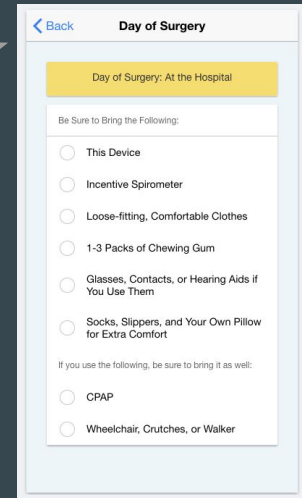 Back
Day of Surgery
Day of Surgery: At the Hospital
Be Sure to Bring the Following:
This Device
Incentive Spirometer
Loose-fitting, Comfortable Clothes
1-3 Packs of Chewing Gum
Glasses, Contacts, or Hearing Aids if
You Use Them
Socks, Slippers, and Your Own Pillow
for Extra Comfort
If you use the following, be sure to bring it as well:
CPAP
Wheelchair, Crutches, or Walker